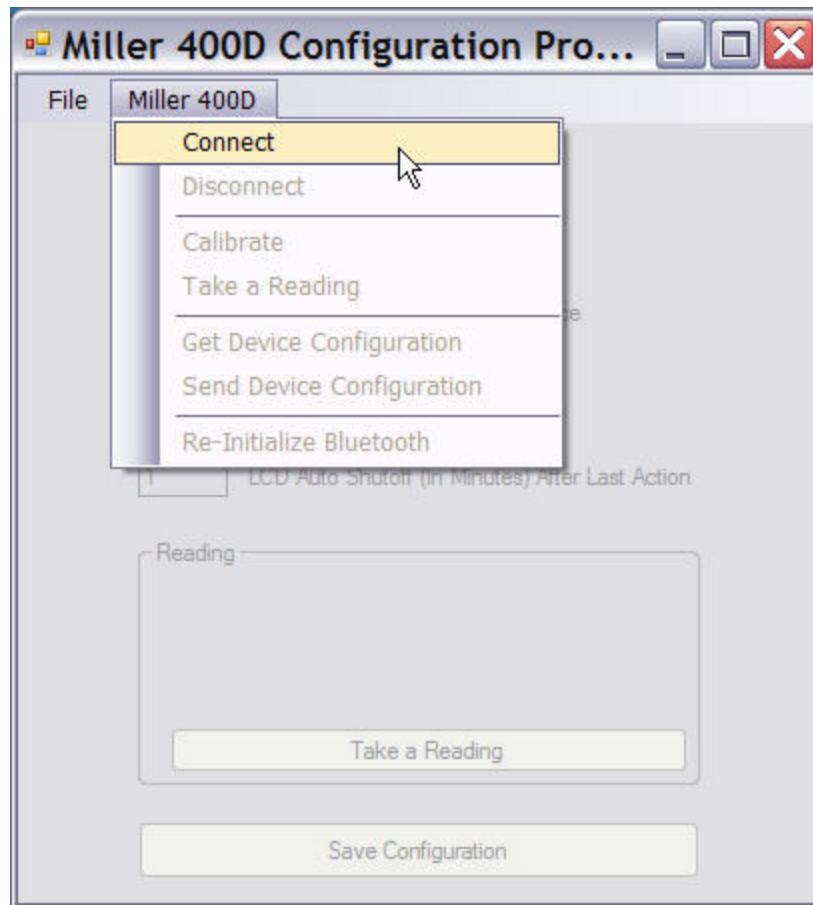 Miller 400D Configuration Pro...
File Miller 400D
Connect
Disconnect
Calibrate
Take a Reading
Get Device Configuration
Send Device Configuration
Re-Initialize Bluetooth
1 LCD Auto Shutoff (In Minutes) After Last Action
Reading
Take a Reading
Save Configuration